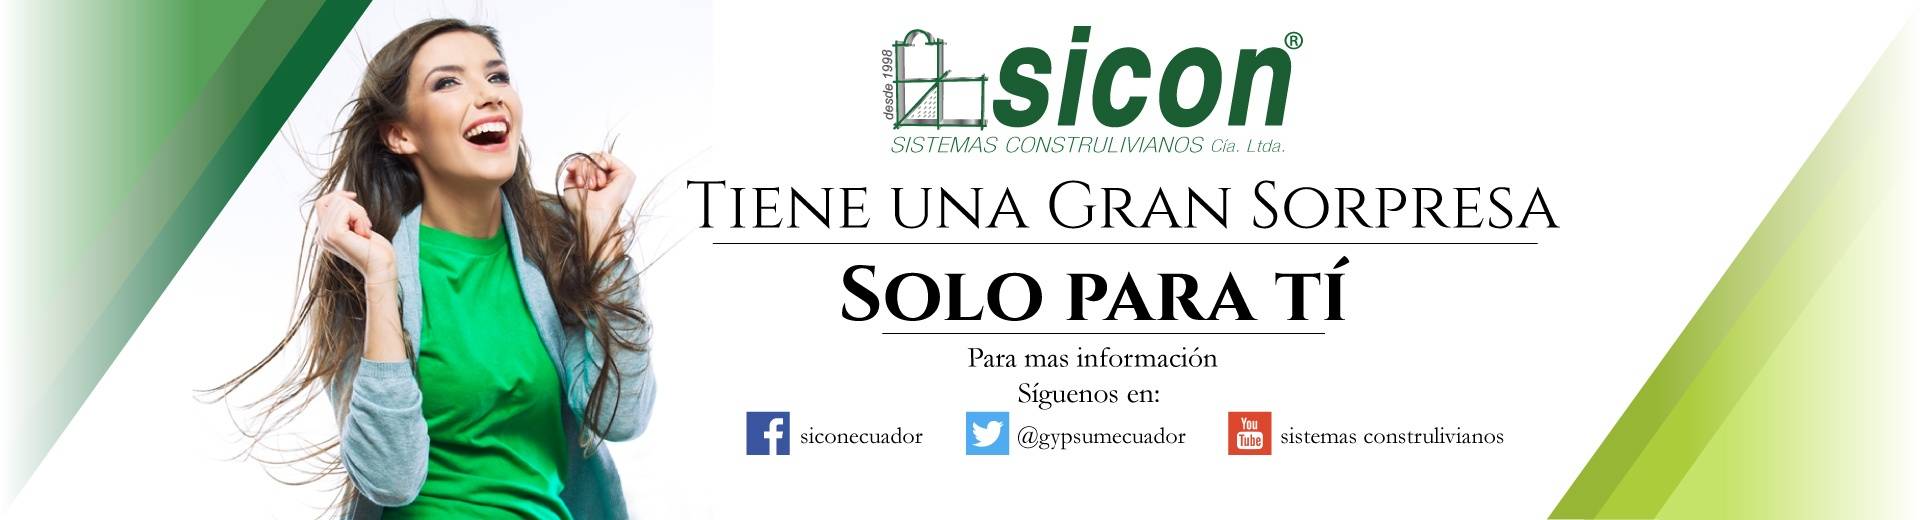 desde 1998
sicon®
SISTEMAS CONSTRULIVIANOS Cía. Ltda.
TIENE UNA GRAN SORPRESA
SOLO PARA TÍ
Para mas información
Síguenos en:
f siconecuador @gypsumecuador You Tube sistemas construlivianos